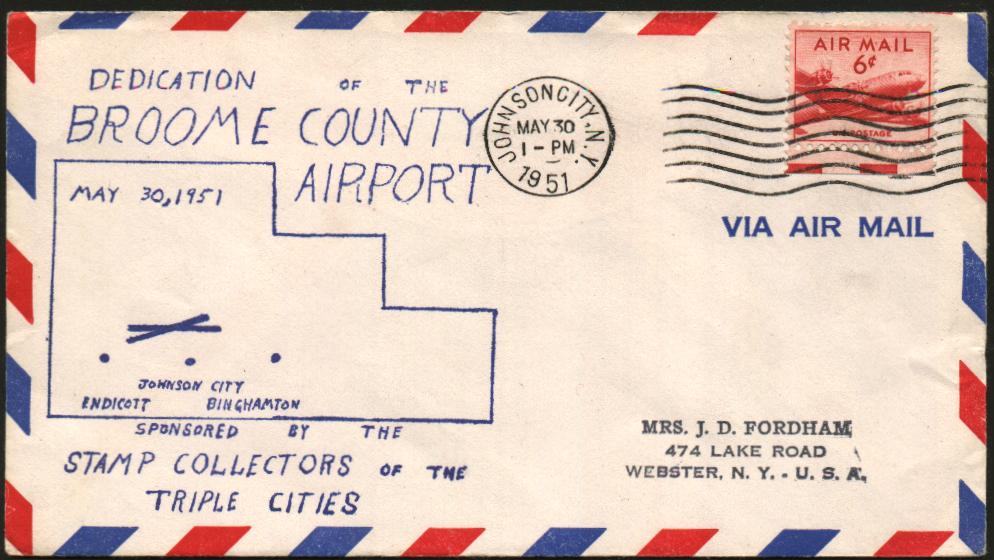 DEDICATION OF THE
BROOME COUNTY
AIRPORT
MAY 30, 1951
JOHNSON CITY
ENDICOTT BINGHAMTON
SPONSORED BY THE
STAMP COLLECTORS OF THE
TRIPLE CITIES
JOHNSON CITY, N.Y.
MAY 30
1 - PM
1951
AIR MAIL
6¢
U.S. POSTAGE
VIA AIR MAIL
MRS. J. D. FORDHAM
474 LAKE ROAD
WEBSTER, N. Y. - U. S. A.